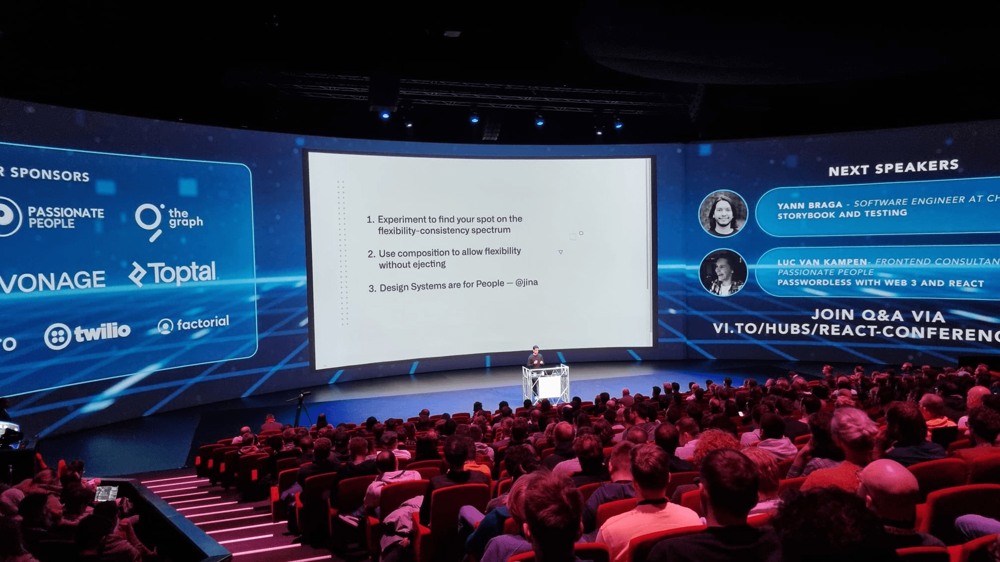 SPONSORS
PASSIONATE
PEOPLE
the
graph
VONAGE
Toptal
twilio
factorial
1. Experiment to find your spot on the
flexibility-consistency spectrum
2. Use composition to allow flexibility
without ejecting
3. Design Systems are for People — @jina
NEXT SPEAKERS
YANN BRAGA - SOFTWARE ENGINEER AT
STORYBOOK AND TESTING
LUC VAN KAMPEN- FRONTEND CONSULTAN
PASSIONATE PEOPLE
PASSWORDLESS WITH WEB 3 AND REACT
JOIN Q&A VIA
VI.TO/HUBS/REACT-CONFERENC